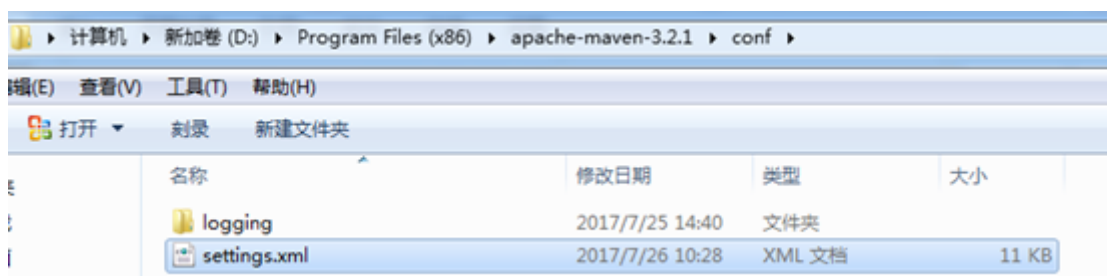 计算机 新加卷 (D:) Program Files (x86) apache-maven-3.2.1 conf
辑(E) 查看(V) 工具(T) 帮助(H)
打开 刻录 新建文件夹
名称 修改日期 类型 大小
logging 2017/7/25 14:40 文件夹
settings.xml 2017/7/26 10:28 XML 文档 11 KB